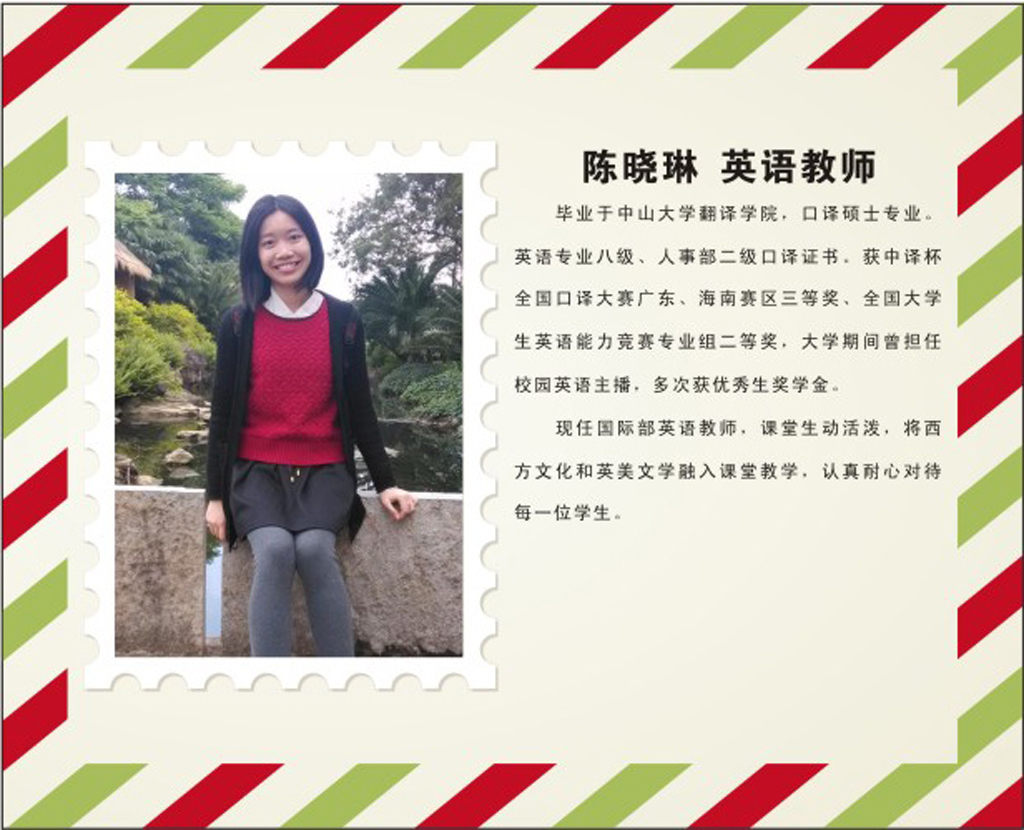 陈晓琳 英语教师
毕业于中山大学翻译学院，口译硕士专业。
英语专业八级、人事部二级口译证书。获中译杯
全国口译大赛广东、海南赛区三等奖、全国大学
生英语能力竞赛专业组二等奖，大学期间曾担任
校园英语主播，多次获优秀生奖学金。
现任国际部英语教师，课堂生动活泼，将西
方文化和英美文学融入课堂教学，认真耐心对待
每一位学生。